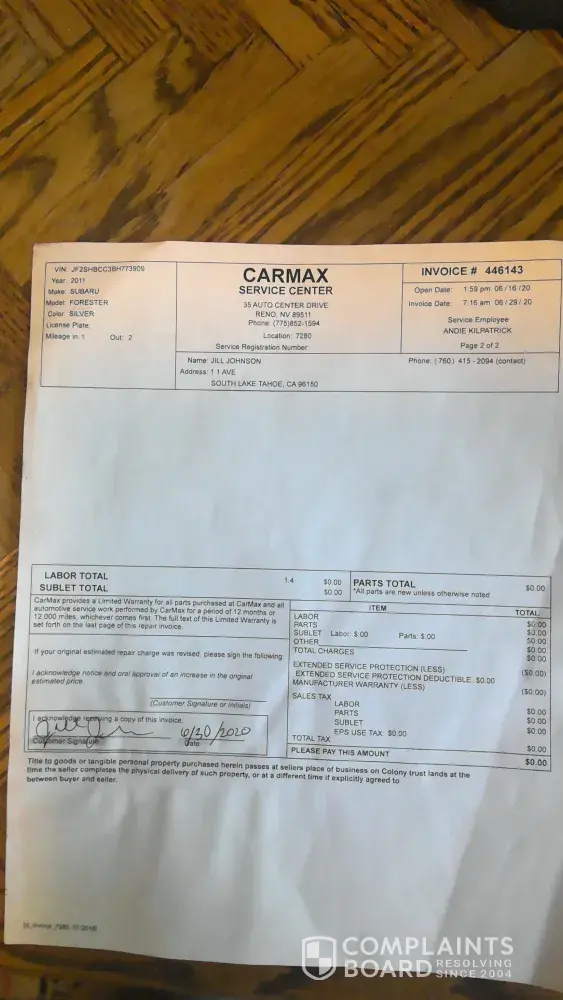 VIN: JF2SHBCC3BH773909
Year: 2011
Make: SUBARU
Model: FORESTER
Color: SILVER
License Plate:
Mileage in: 1 Out: 2
CARMAX
SERVICE CENTER
35 AUTO CENTER DRIVE
RENO, NV 89511
Phone: (775)852-1594
Location: 7280
Service Registration Number:
INVOICE # 446143
Open Date: 1:59 pm 06/16/20
Invoice Date: 7:16 am 06/29/20
Service Employee
ANDIE KILPATRICK
Page 2 of 2
Name: JILL JOHNSON
Address: 1 1 AVE
SOUTH LAKE TAHOE, CA 96150
Phone: (760) 415-2094 (contact)
LABOR TOTAL 1.4 $0.00
SUBLET TOTAL $0.00
PARTS TOTAL $0.00
*All parts are new unless otherwise noted
CarMax provides a Limited Warranty for all parts purchased at CarMax and all
automotive service work performed by CarMax for a period of 12 months or
12,000 miles, whichever comes first. The full text of this Limited Warranty is
set forth on the last page of this repair invoice.
If your original estimated repair charge was revised, please sign the following:
I acknowledge notice and oral approval of an increase in the original
estimated price.
(Customer Signature or Initials)
I acknowledge receiving a copy of this invoice.
6/30/2020
Customer Signature Date
ITEM TOTAL
LABOR $0.00
PARTS $0.00
SUBLET Labor: $.00 Parts: $.00 $0.00
OTHER $0.00
TOTAL CHARGES $0.00
EXTENDED SERVICE PROTECTION (LESS) ($0.00)
EXTENDED SERVICE PROTECTION DEDUCTIBLE: $0.00
MANUFACTURER WARRANTY (LESS) ($0.00)
SALES TAX
LABOR $0.00
PARTS $0.00
SUBLET $0.00
EPS USE TAX $0.00
TOTAL TAX $0.00
PLEASE PAY THIS AMOUNT $0.00
Title to goods or tangible personal property purchased herein passes at sellers place of business on Colony trust lands at the
time the seller completes the physical delivery of such property, or at a different time if explicitly agreed to
between buyer and seller.
COMPLAINTS
BOARD RESOLVING
SINCE 2004